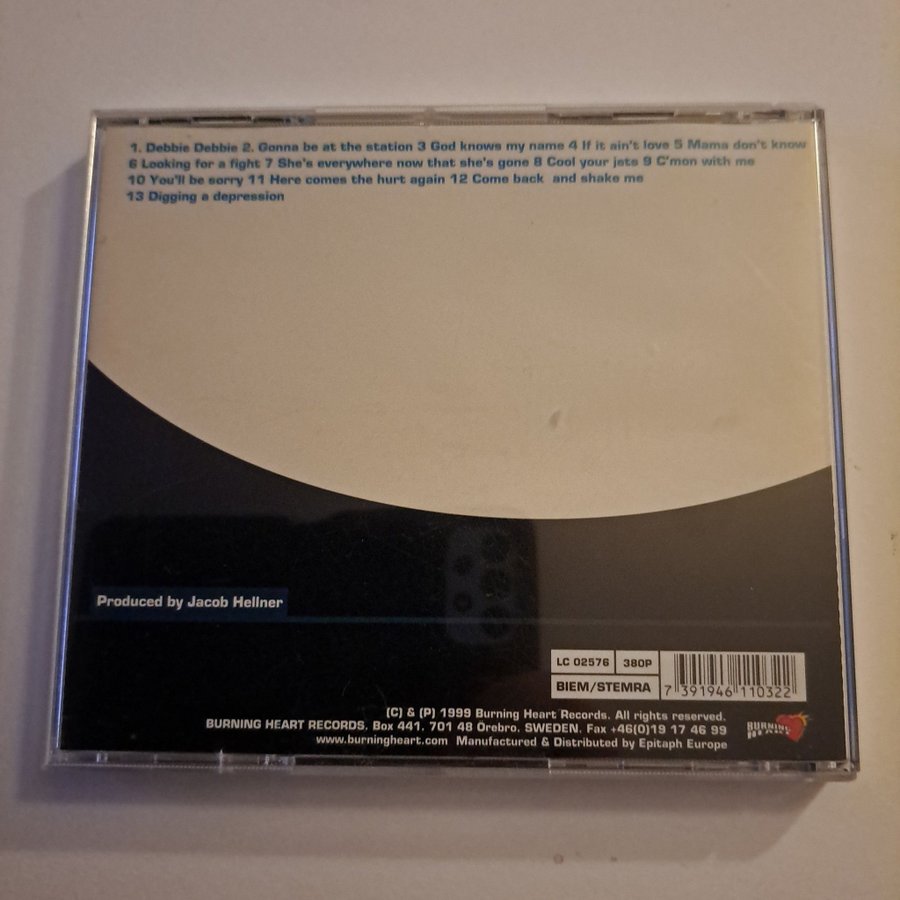 1. Debbie Debbie 2. Gonna be at the station 3 God knows my name 4 If it ain't love 5 Mama don't know
6 Looking for a fight 7 She's everywhere now that she's gone 8 Cool your jets 9 C'mon with me
10 You'll be sorry 11 Here comes the hurt again 12 Come back and shake me
13 Digging a depression
Produced by Jacob Hellner
LC 02576 380P
BIEM/STEMRA
7 391946 110322
(C) & (P) 1999 Burning Heart Records. All rights reserved.
BURNING HEART RECORDS. Box 441. 701 48 Orebro. SWEDEN. Fax +46(0)19 17 46 99
www.burningheart.com Manufactured & Distributed by Epitaph Europe
BURNING
HEART